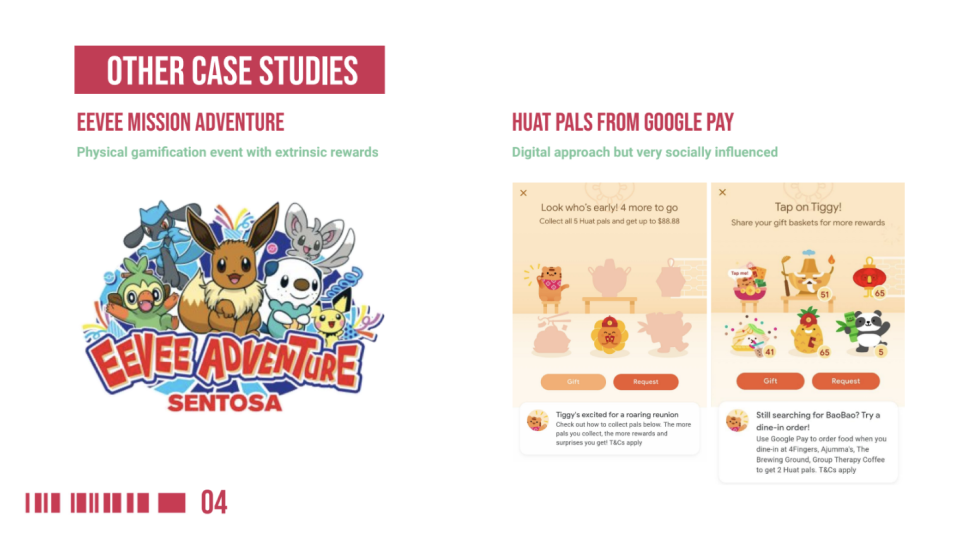 OTHER CASE STUDIES
EEVEE MISSION ADVENTURE
Physical gamification event with extrinsic rewards
EEVEE ADVENTURE
SENTOSA
HUAT PALS FROM GOOGLE PAY
Digital approach but very socially influenced
Look who's early! 4 more to go
Collect all 5 Huat pals and get up to $88.88
Gift
Request
Tiggy's excited for a roaring reunion
Check out how to collect pals below. The more
pals you collect, the more rewards and
surprises you get! T&Cs apply
Tap on Tiggy!
Share your gift baskets for more rewards
Tap me!
51
65
41
65
5
Gift
Request
Still searching for BaoBao? Try a
dine-in order!
Use Google Pay to order food when you
dine-in at 4Fingers, Ajumma's, The
Brewing Ground, Group Therapy Coffee
to get 2 Huat pals. T&Cs apply
04